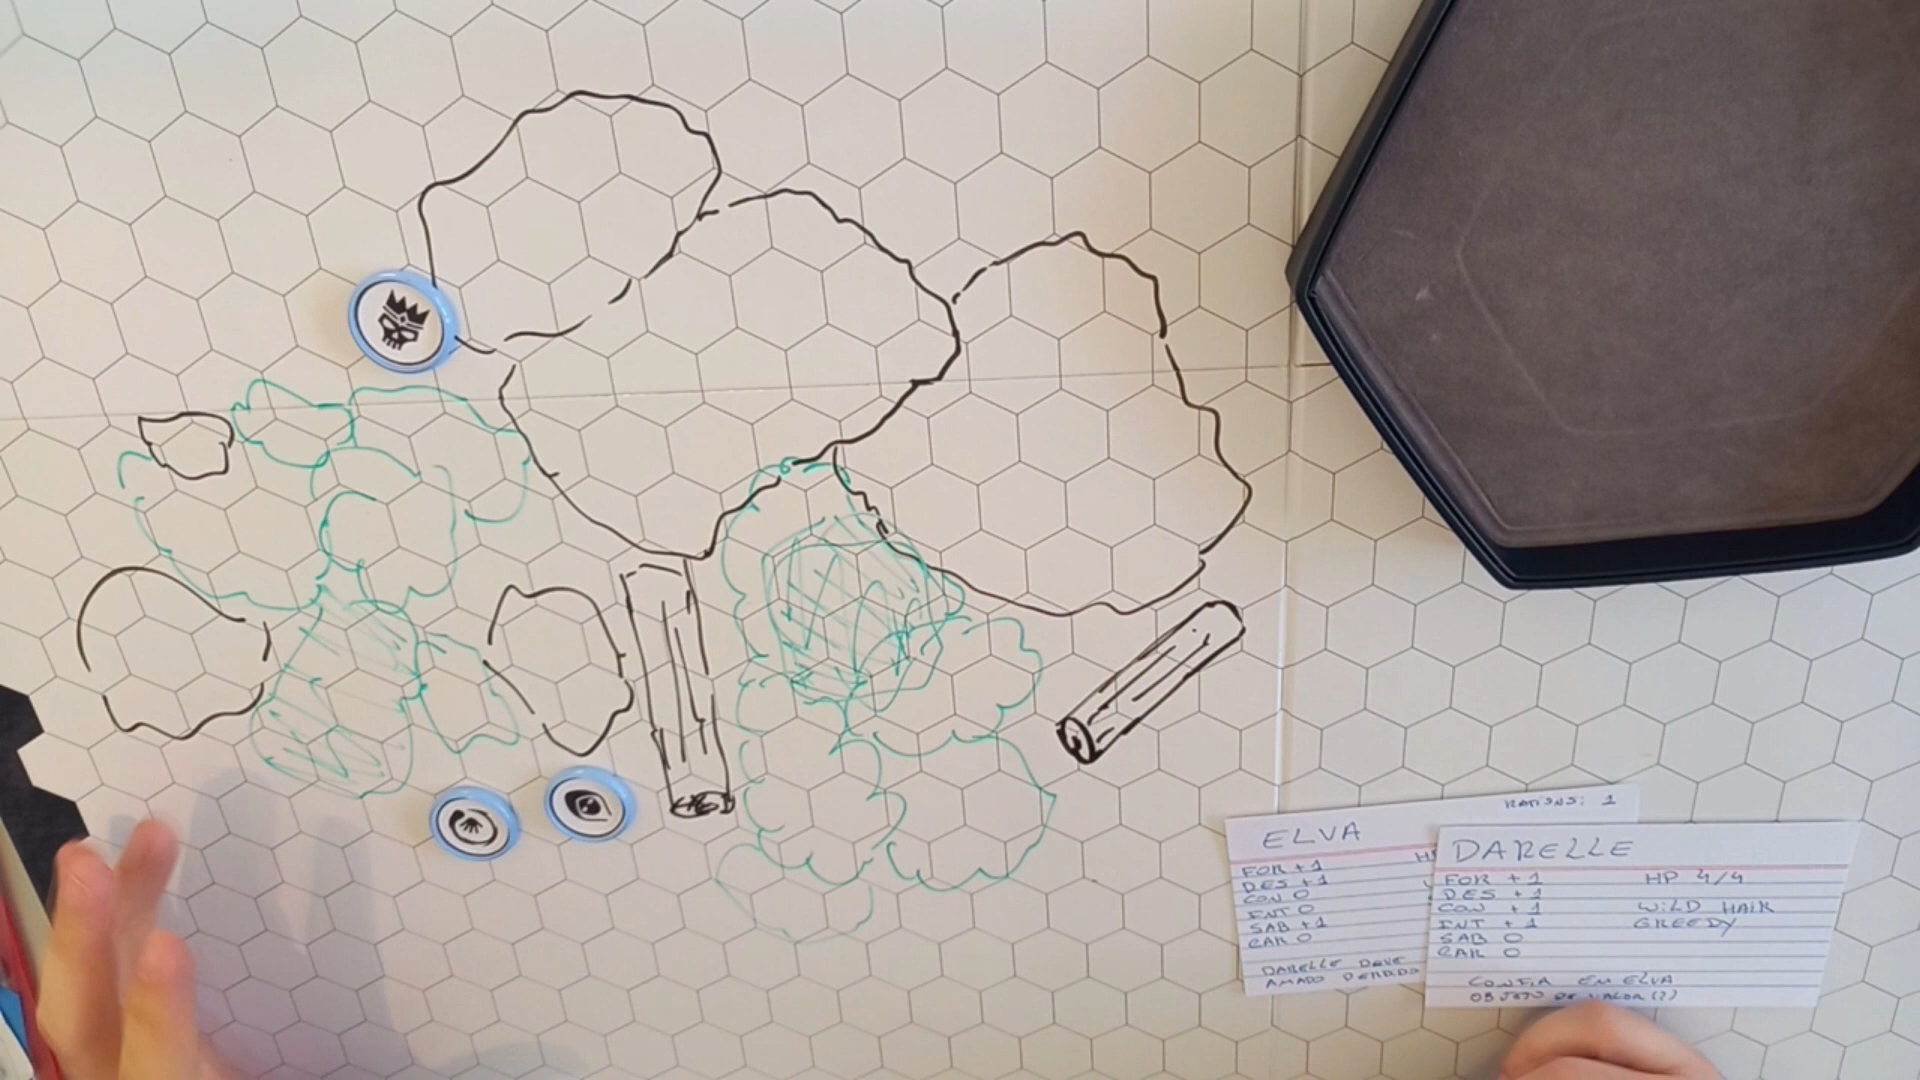 RATIONS: 1
ELVA
FOR +1
DES +1
CON 0
INT 0
SAB +1
CAR 0
DARELLE DEVE
AMADO PERDIDO
DARELLE
FOR +1
DES +1
CON +1
INT +1
SAB 0
CAR 0
HP 4/4
WILD HAIR
GREEDY
CONFIA EM ELVA
OBJETO DE VALOR (?)